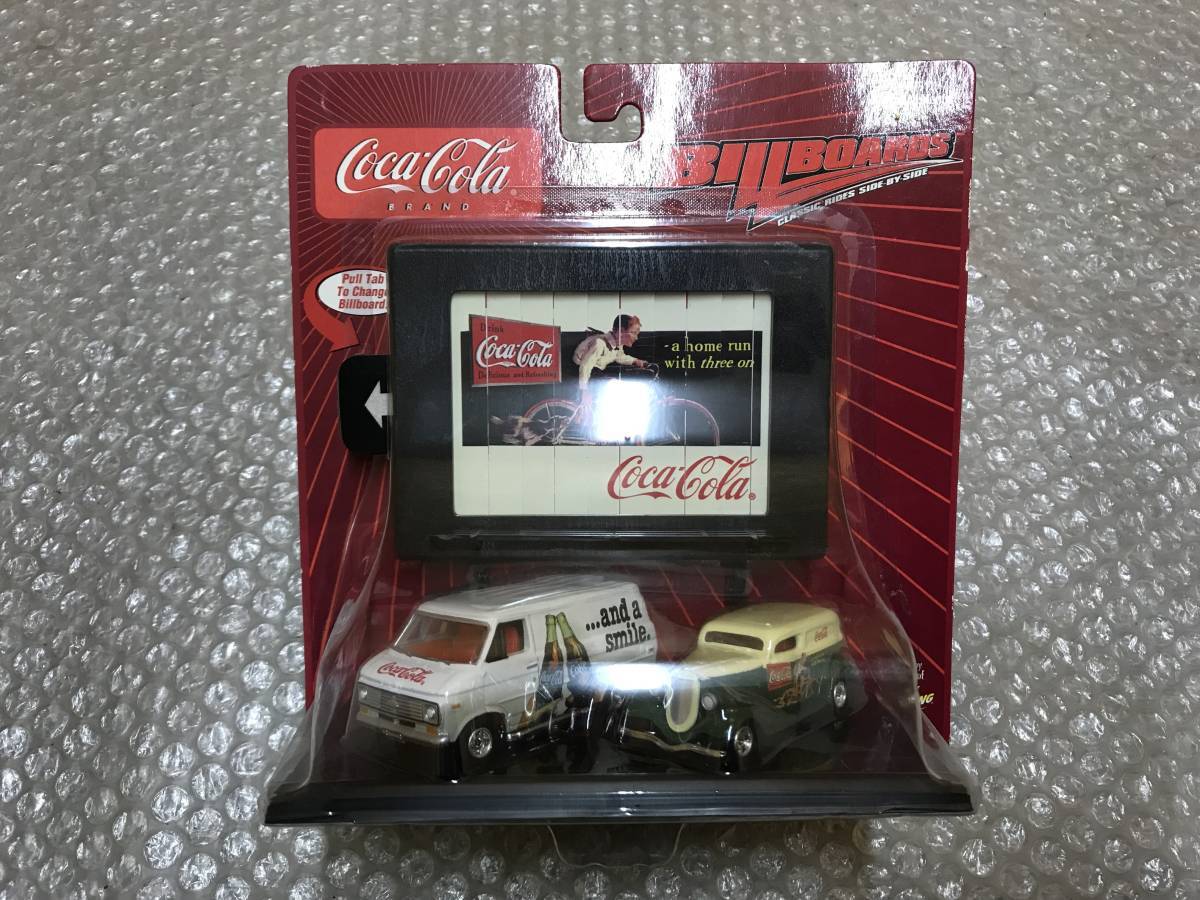 Coca-Cola
BRAND
BILLBOARDS
CLASSIC RIDES SIDE-BY-SIDE
Pull Tab
To Change
Billboard.
Drink
Coca-Cola
Delicious and Refreshing
- a home run
with three on
Coca-Cola®
...and a
smile.
Coca-Cola
Coca-Cola